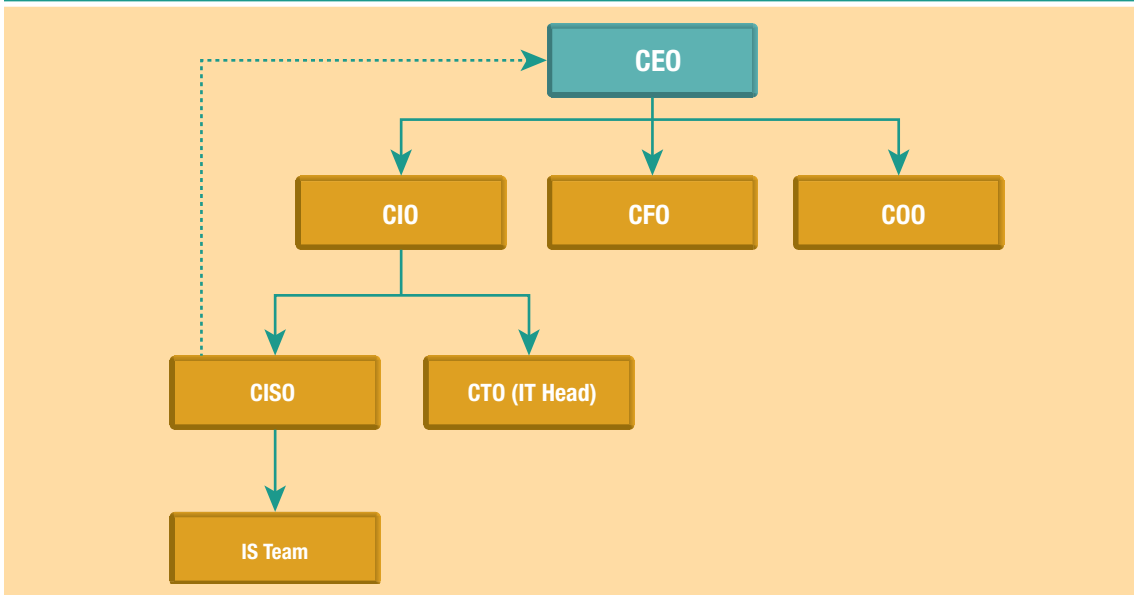 CEO
CIO
CFO
COO
CISO
CTO (IT Head)
IS Team